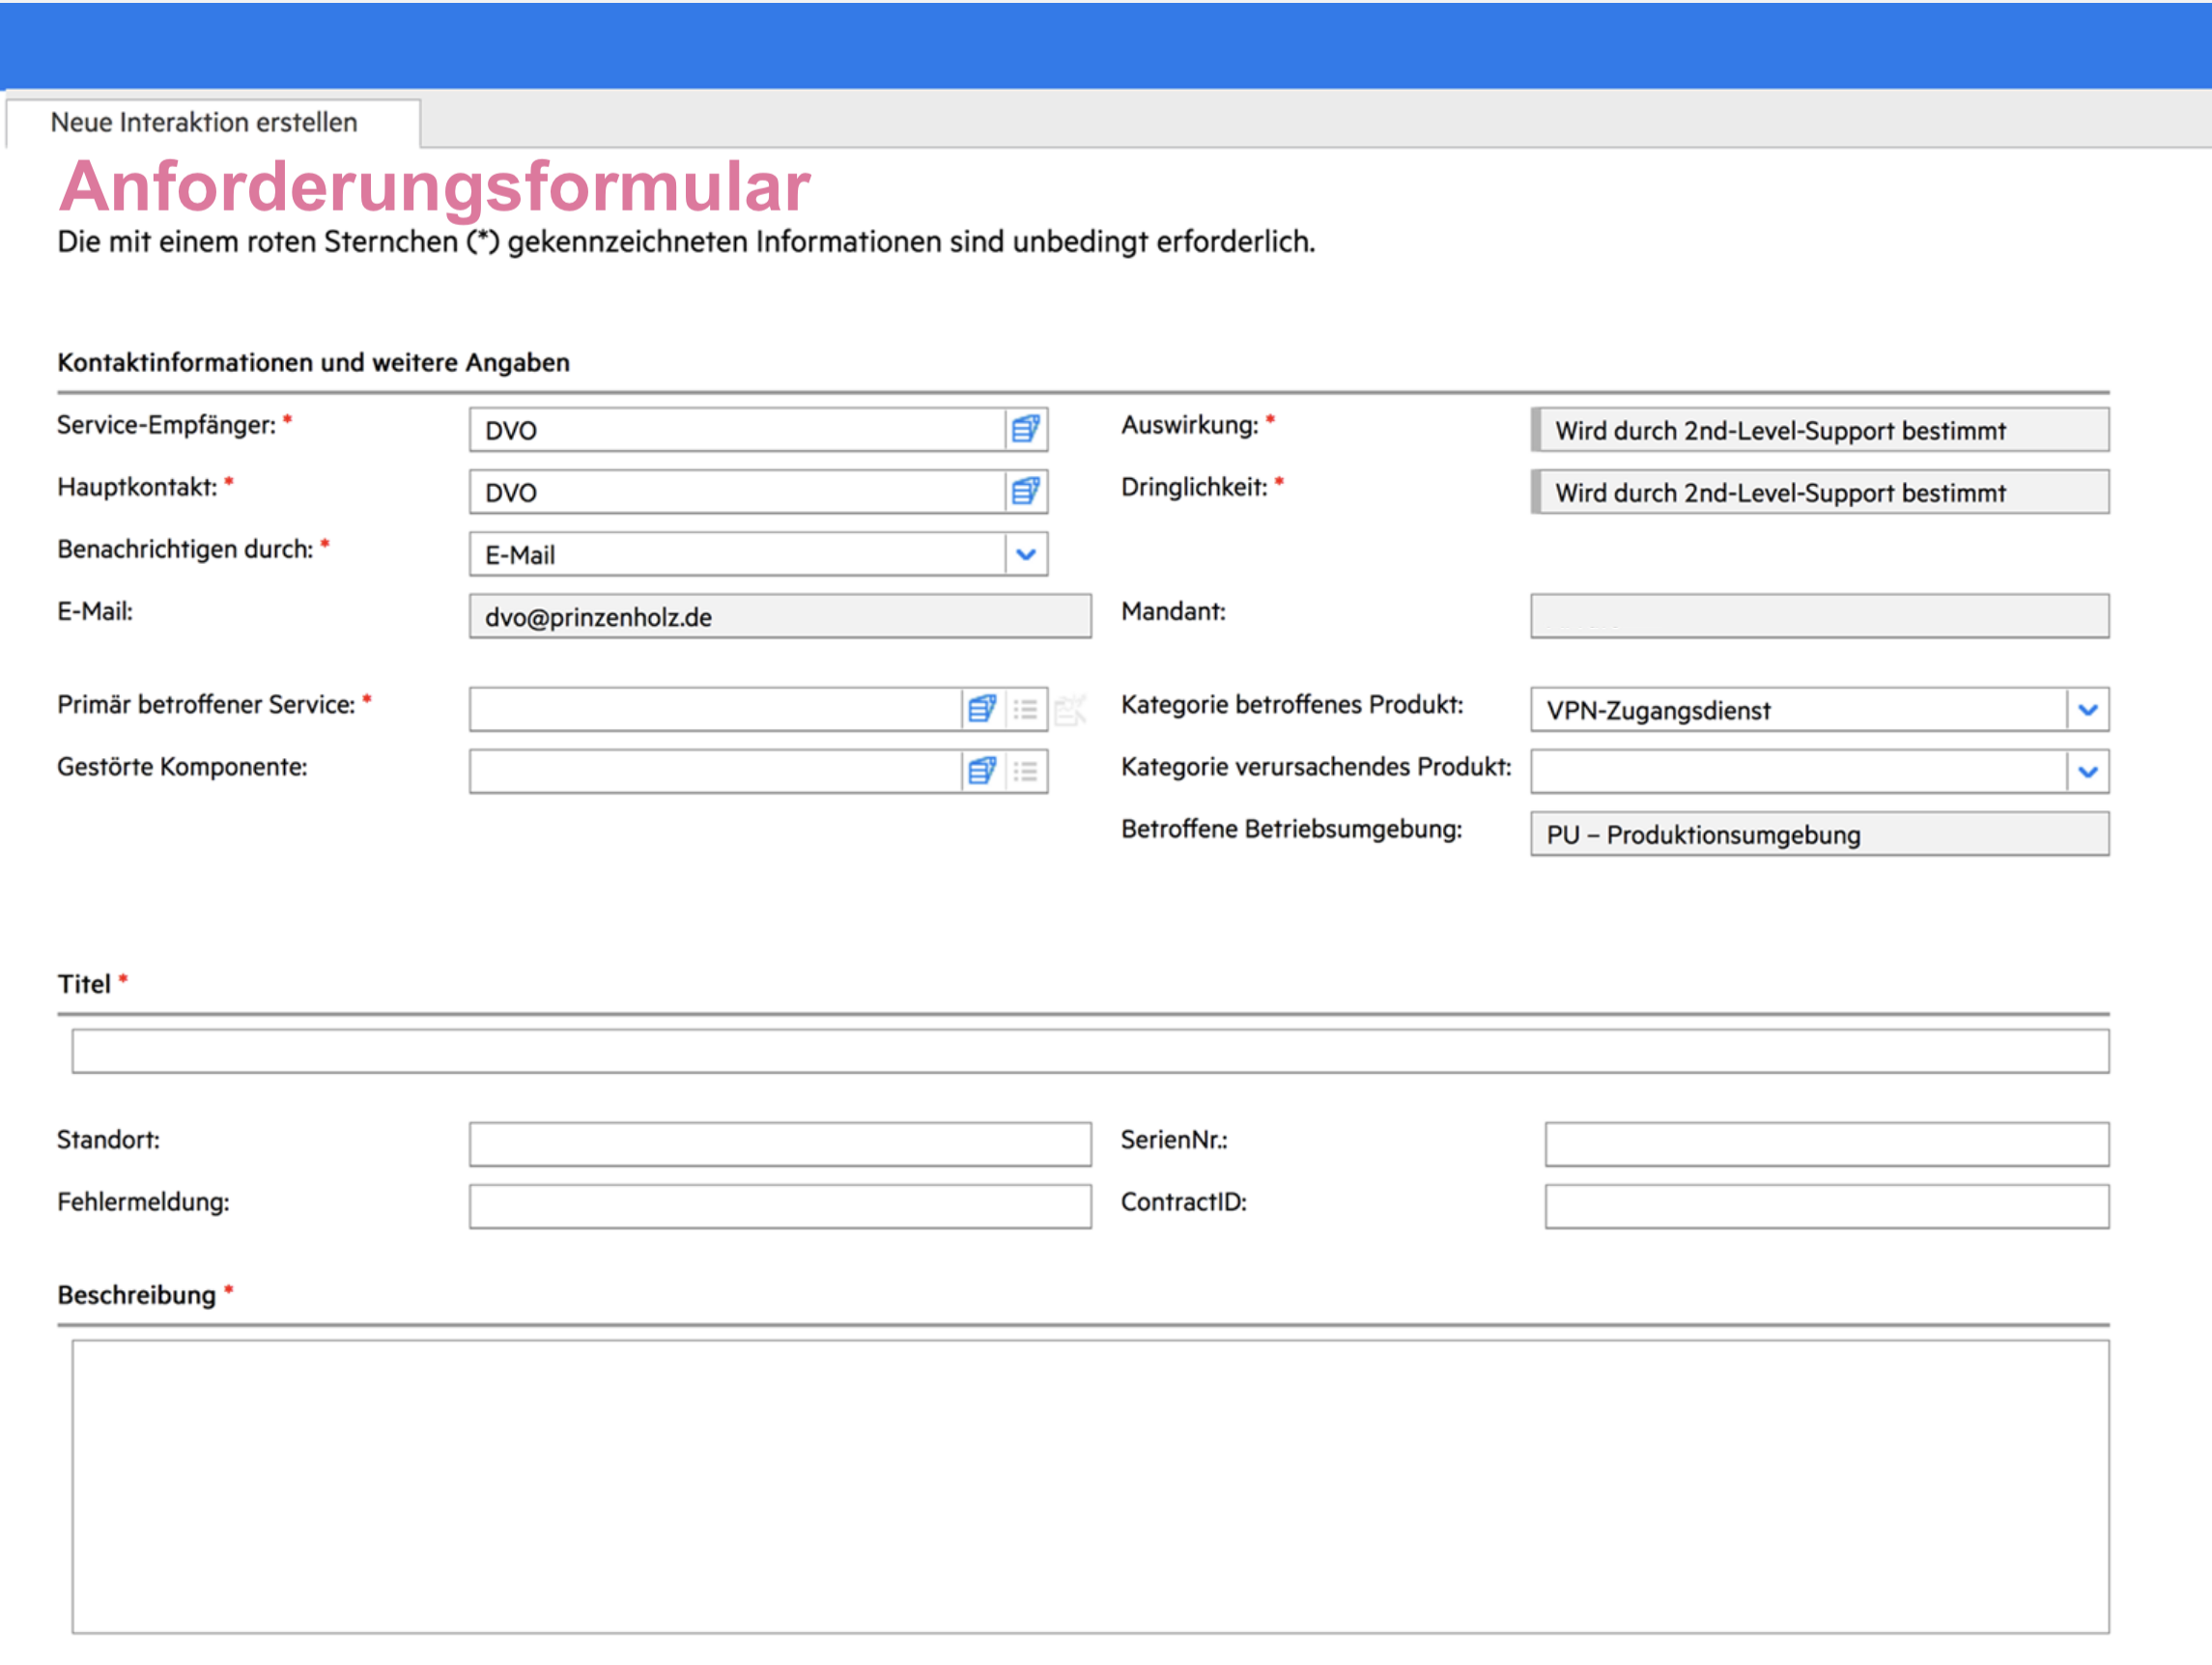 Neue Interaktion erstellen
Anforderungsformular
Die mit einem roten Sternchen (*) gekennzeichneten Informationen sind unbedingt erforderlich.
Kontaktinformationen und weitere Angaben
Service-Empfänger: * DVO Auswirkung: * Wird durch 2nd-Level-Support bestimmt
Hauptkontakt: * DVO Dringlichkeit: * Wird durch 2nd-Level-Support bestimmt
Benachrichtigen durch: * E-Mail
E-Mail: dvo@prinzenholz.de Mandant:
Primär betroffener Service: * Kategorie betroffenes Produkt: VPN-Zugangsdienst
Gestörte Komponente: Kategorie verursachendes Produkt:
Betroffene Betriebsumgebung: PU – Produktionsumgebung
Titel *
Standort: SerienNr.:
Fehlermeldung: ContractID:
Beschreibung *